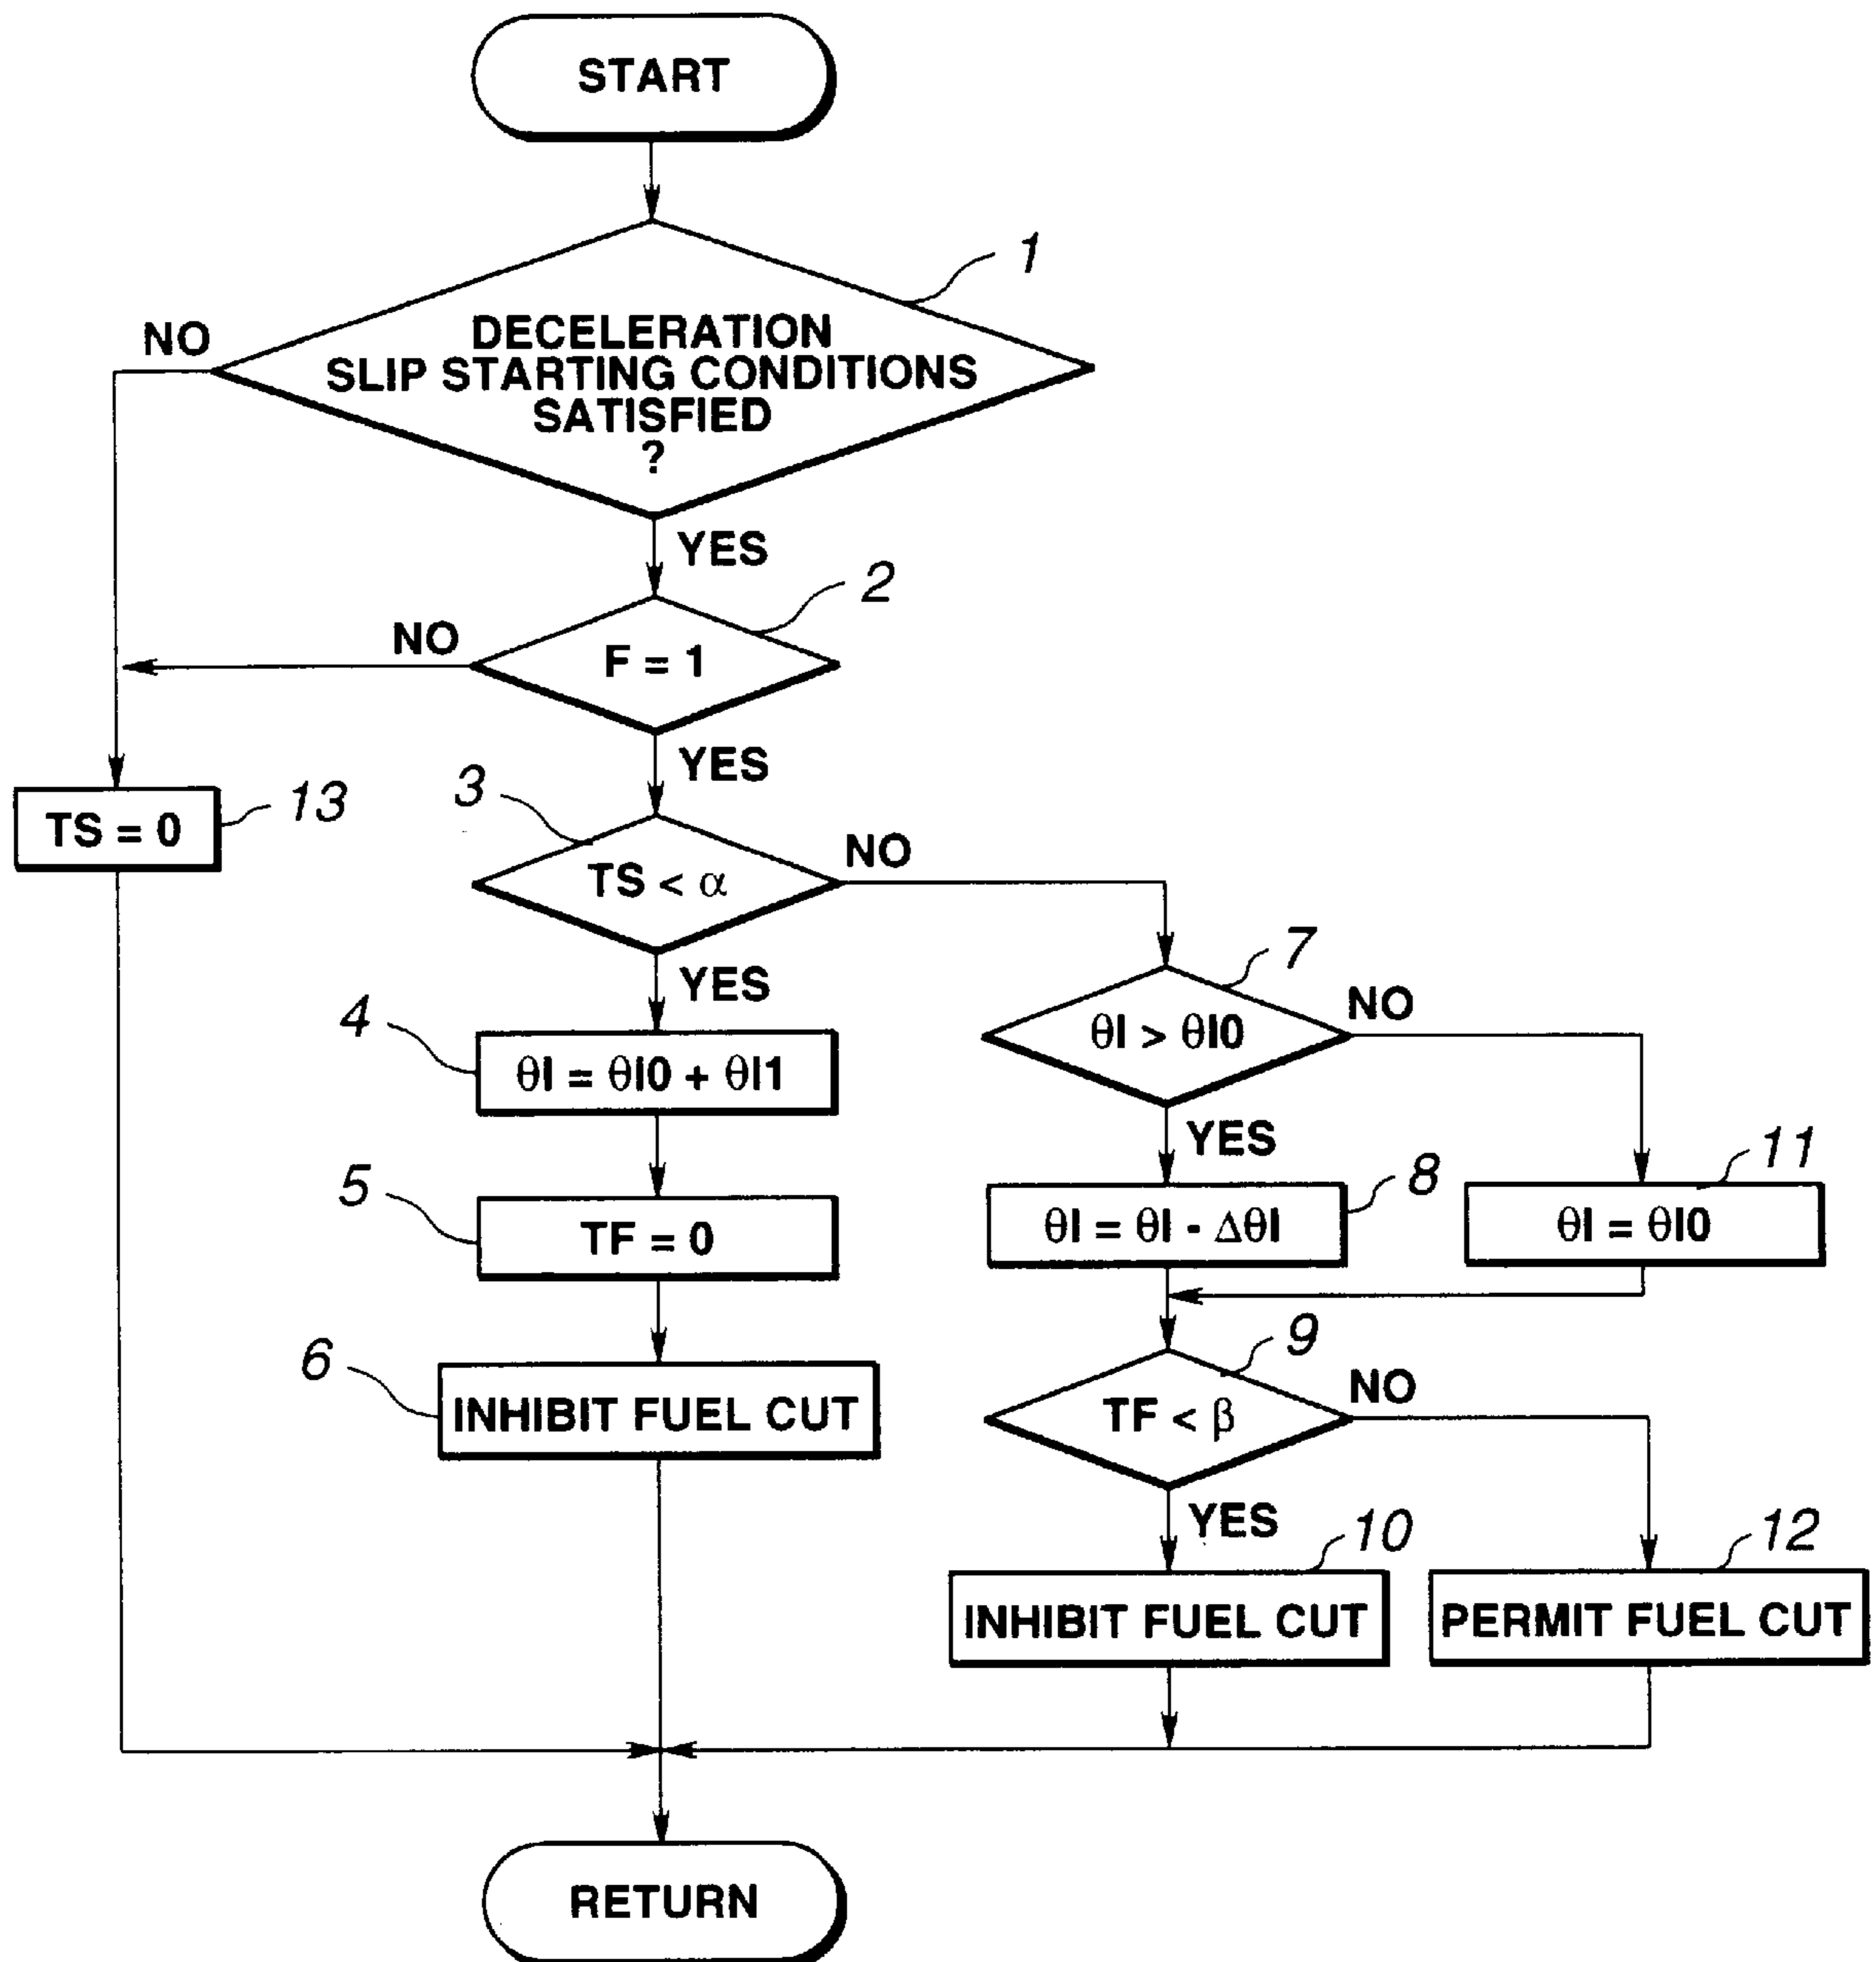 START
1
DECELERATION
SLIP STARTING CONDITIONS
SATISFIED
?
NO
YES
2
F = 1
NO
YES
13
TS = 0
3
TS < α
NO
YES
7
θI > θI0
NO
YES
4
θI = θI0 + θI1
8
θI = θI - ΔθI
11
θI = θI0
5
TF = 0
9
TF < β
NO
YES
6
INHIBIT FUEL CUT
10
INHIBIT FUEL CUT
12
PERMIT FUEL CUT
RETURN